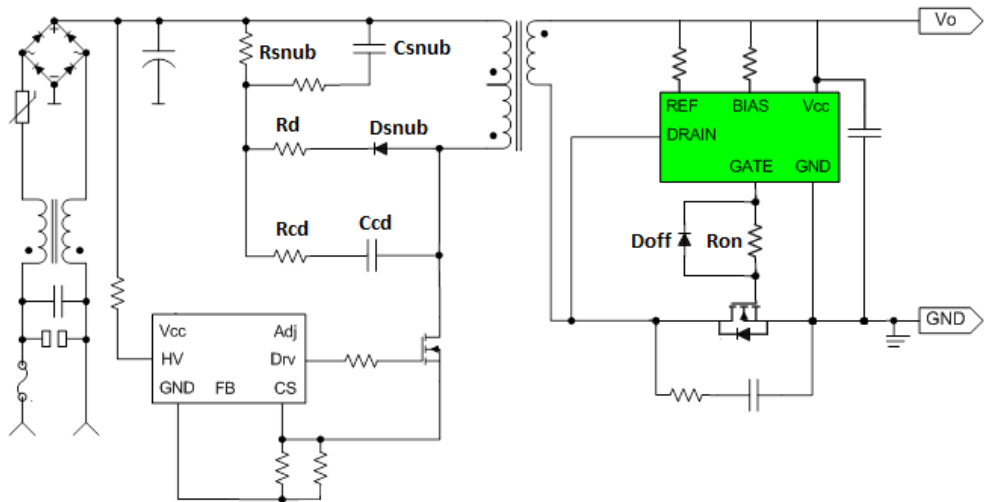 Vo
Rsnub
Csnub
REF
BIAS
Vcc
DRAIN
GATE
GND
Rd
Dsnub
Doff
Ron
Rcd
Ccd
Vcc
Adj
HV
Drv
GND
FB
CS
GND